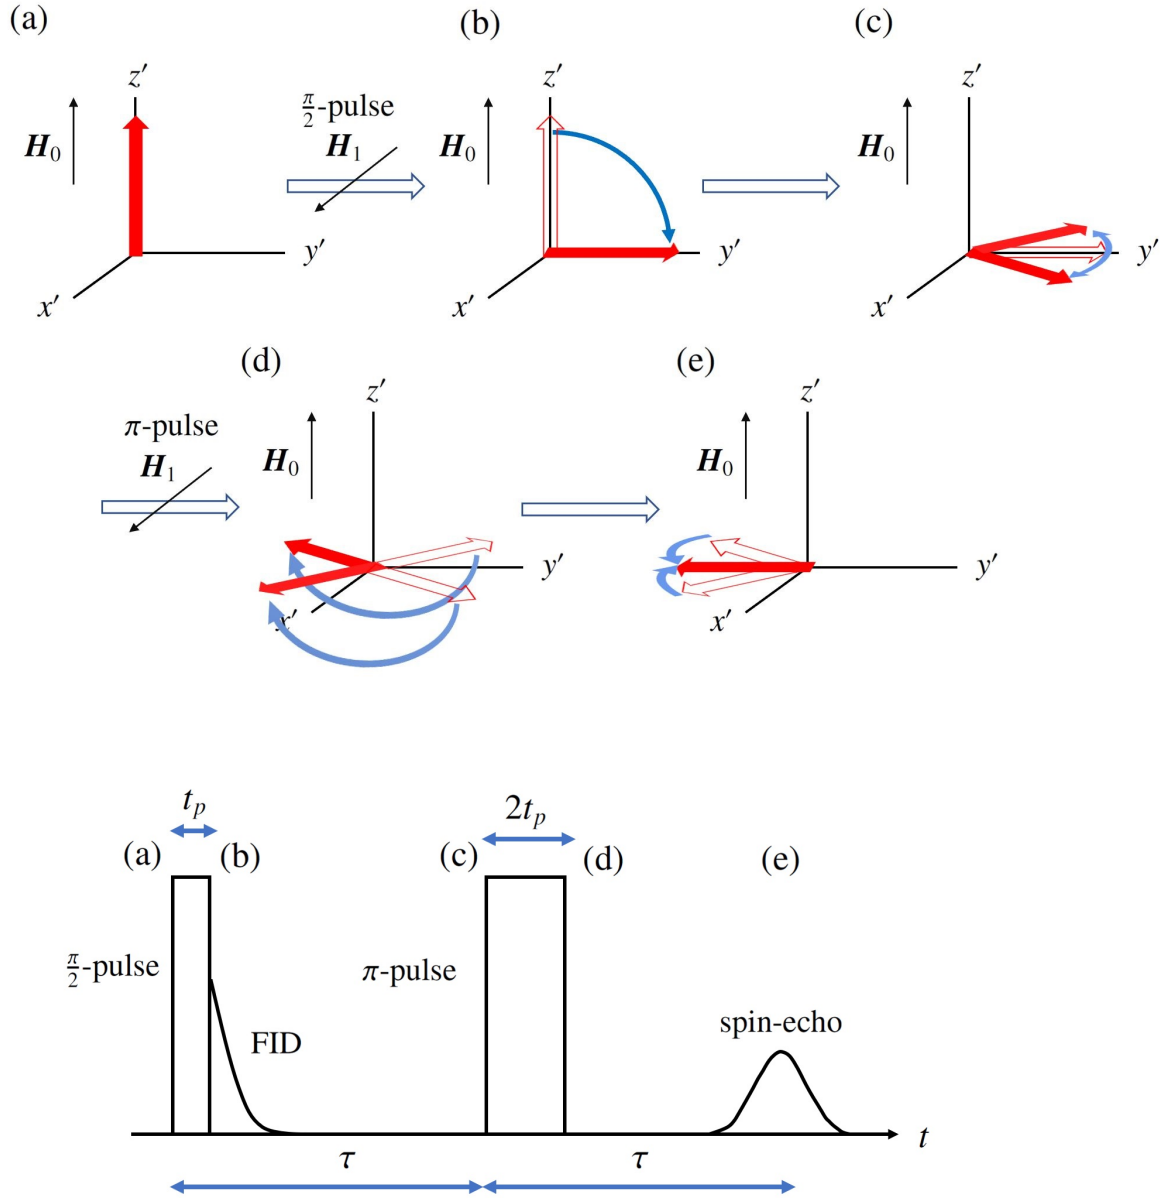 (a)
(b)
(c)
z′
z′
z′
π/2-pulse
H₁
H₀
H₀
H₀
y′
y′
y′
x′
x′
x′
(d)
(e)
z′
z′
π-pulse
H₁
H₀
H₀
y′
y′
x′
x′
tₚ
2tₚ
(a)
(b)
(c)
(d)
(e)
π/2-pulse
π-pulse
FID
spin-echo
t
τ
τ